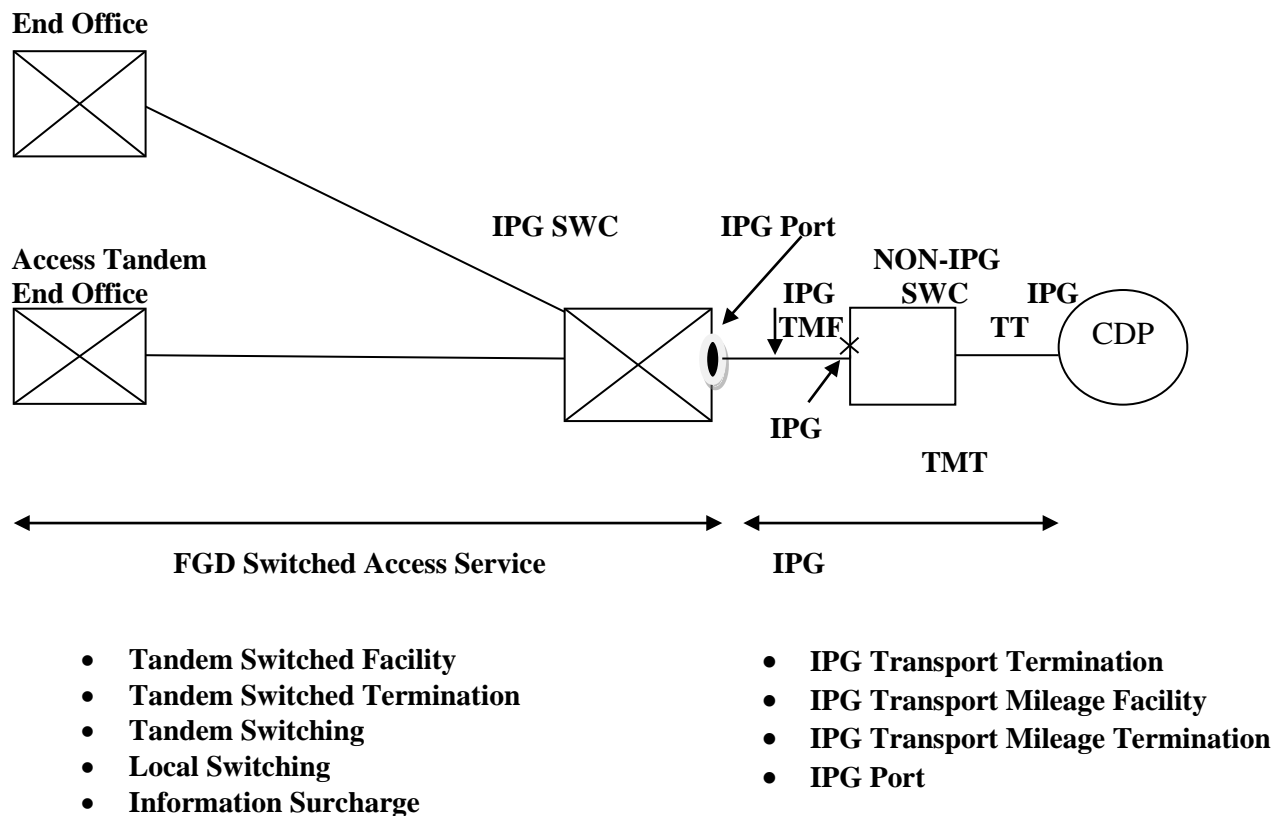 End Office
IPG SWC
IPG Port
Access Tandem
End Office
NON-IPG
SWC
IPG
TMF
IPG
TT
CDP
IPG
TMT
FGD Switched Access Service
IPG
• Tandem Switched Facility
• Tandem Switched Termination
• Tandem Switching
• Local Switching
• Information Surcharge
• IPG Transport Termination
• IPG Transport Mileage Facility
• IPG Transport Mileage Termination
• IPG Port